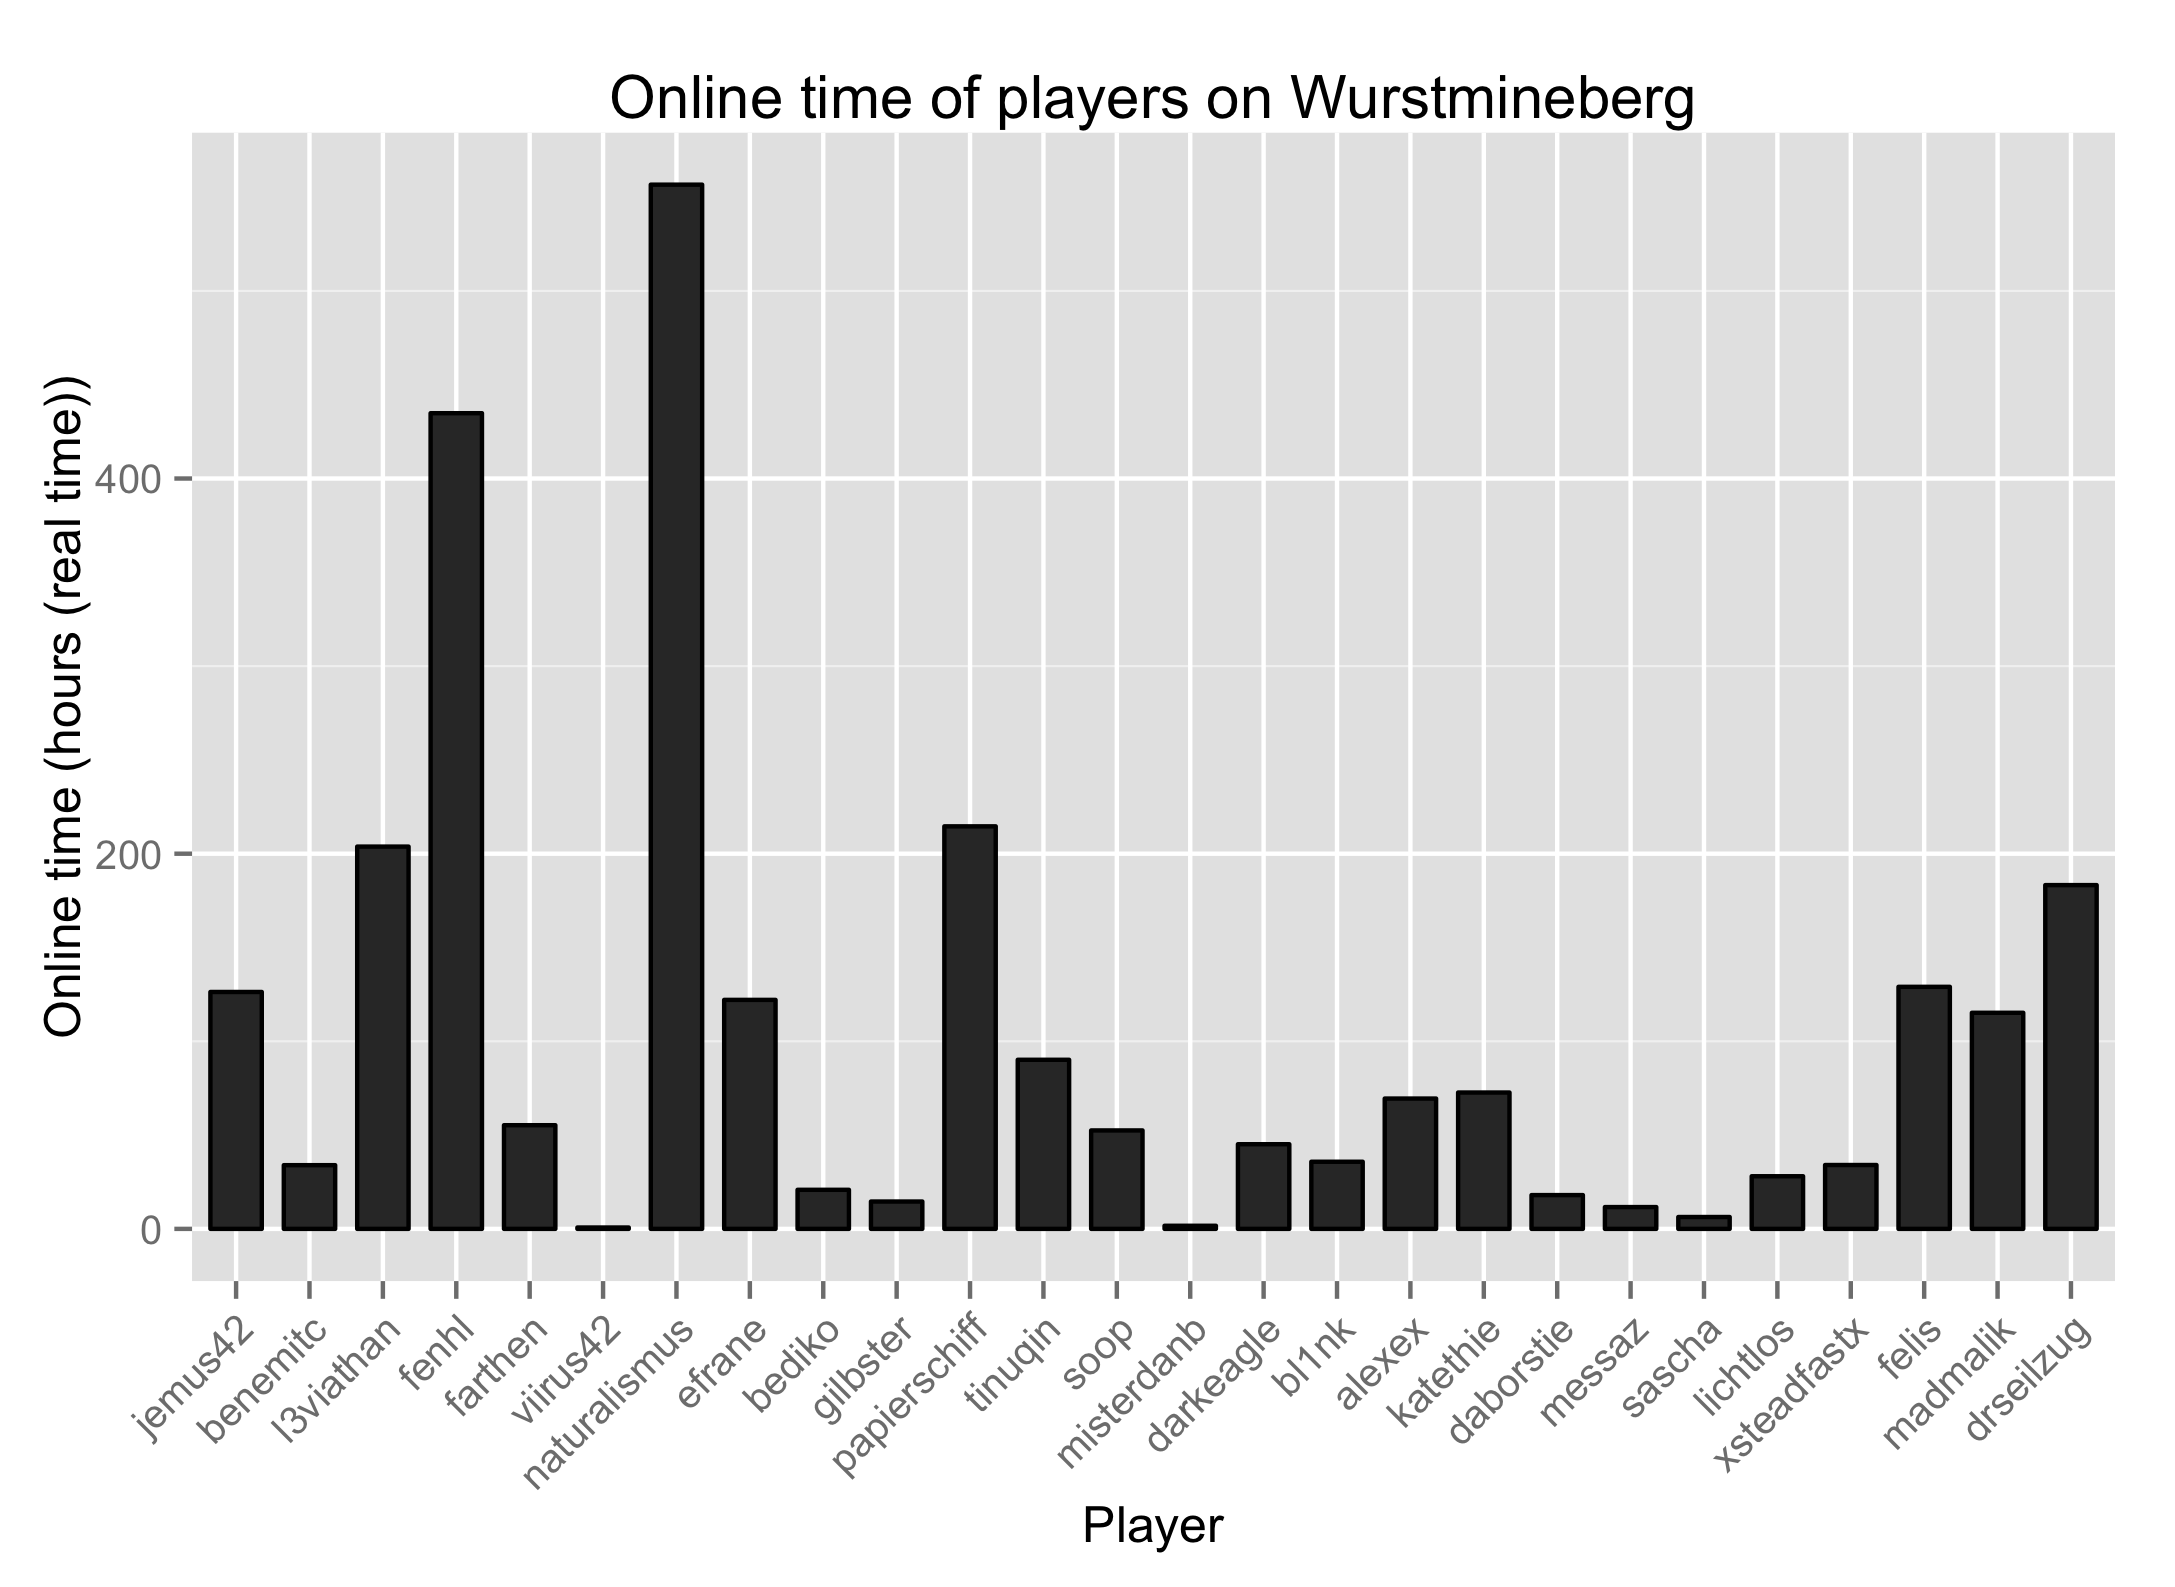 Online time of players on Wurstmineberg
Online time (hours (real time))
400
200
0
jemus42
benemitc
l3viathan
fenhl
farthen
viirus42
naturalismus
efrane
bediko
gilbster
papierschiff
tinuqin
soop
misterdanb
darkeagle
bl1nk
alexex
katethie
daborstie
messaz
sascha
lichtlos
xsteadfastx
felis
madmalik
drseilzug
Player